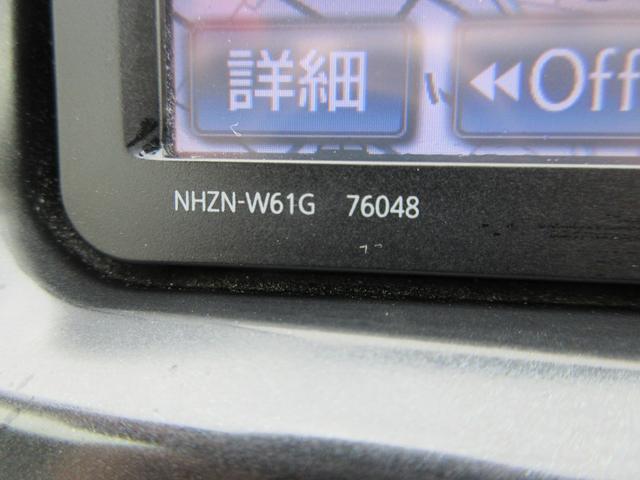 詳細 ◀◀Off
NHZN-W61G 76048